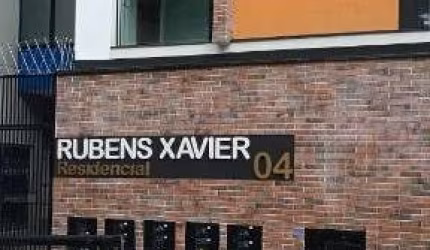 RUBENS XAVIER
Residencial 04